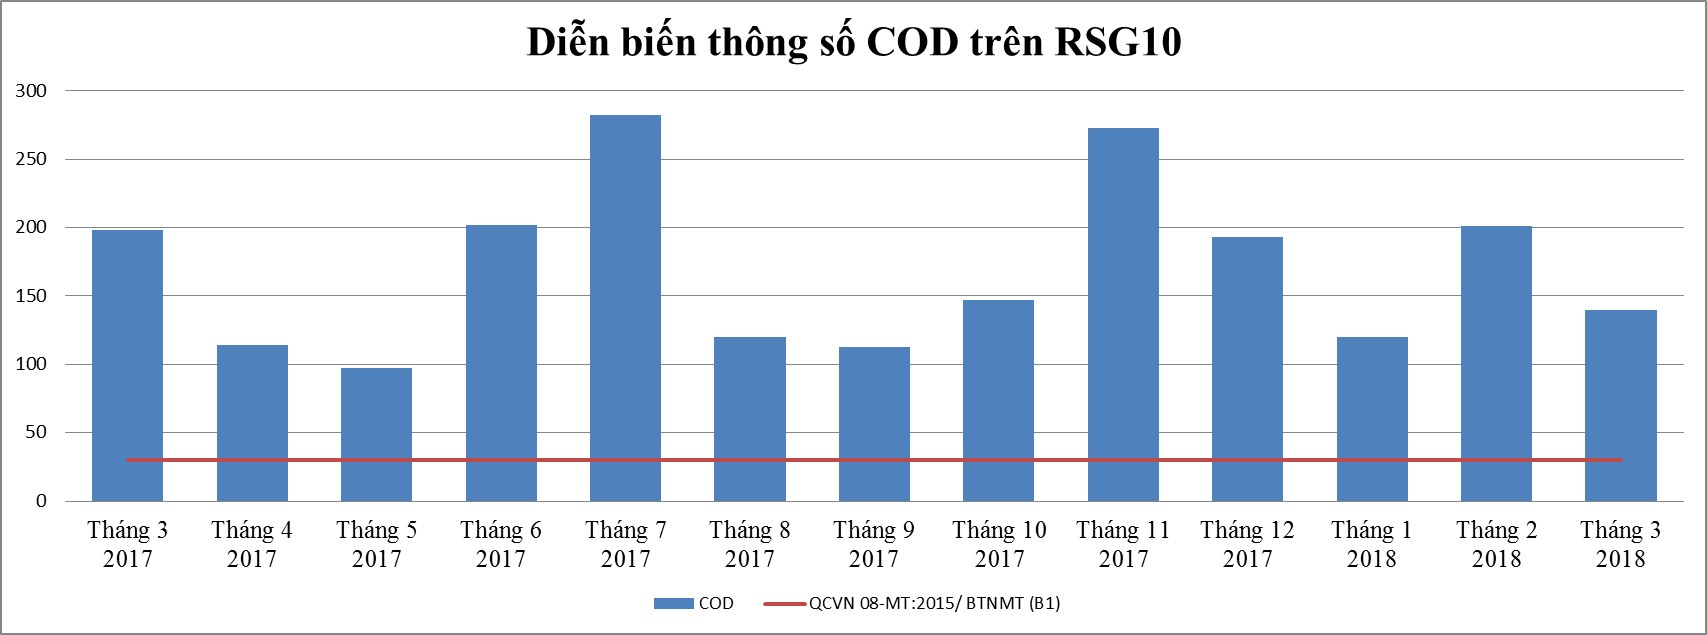 Diễn biến thông số COD trên RSG10
300
250
200
150
100
50
0
Tháng 3 2017
Tháng 4 2017
Tháng 5 2017
Tháng 6 2017
Tháng 7 2017
Tháng 8 2017
Tháng 9 2017
Tháng 10 2017
Tháng 11 2017
Tháng 12 2017
Tháng 1 2018
Tháng 2 2018
Tháng 3 2018
COD
QCVN 08-MT:2015/ BTNMT (B1)